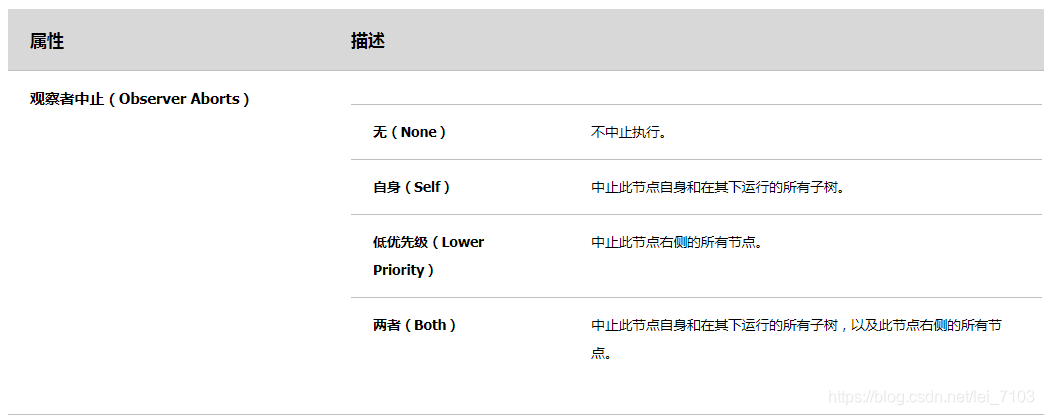 属性 描述
观察者中止（Observer Aborts）
无（None） 不中止执行。
自身（Self） 中止此节点自身和在其下运行的所有子树。
低优先级（Lower 中止此节点右侧的所有节点。
Priority）
两者（Both） 中止此节点自身和在其下运行的所有子树，以及此节点右侧的所有节
点。
https://blog.csdn.net/lei_7103